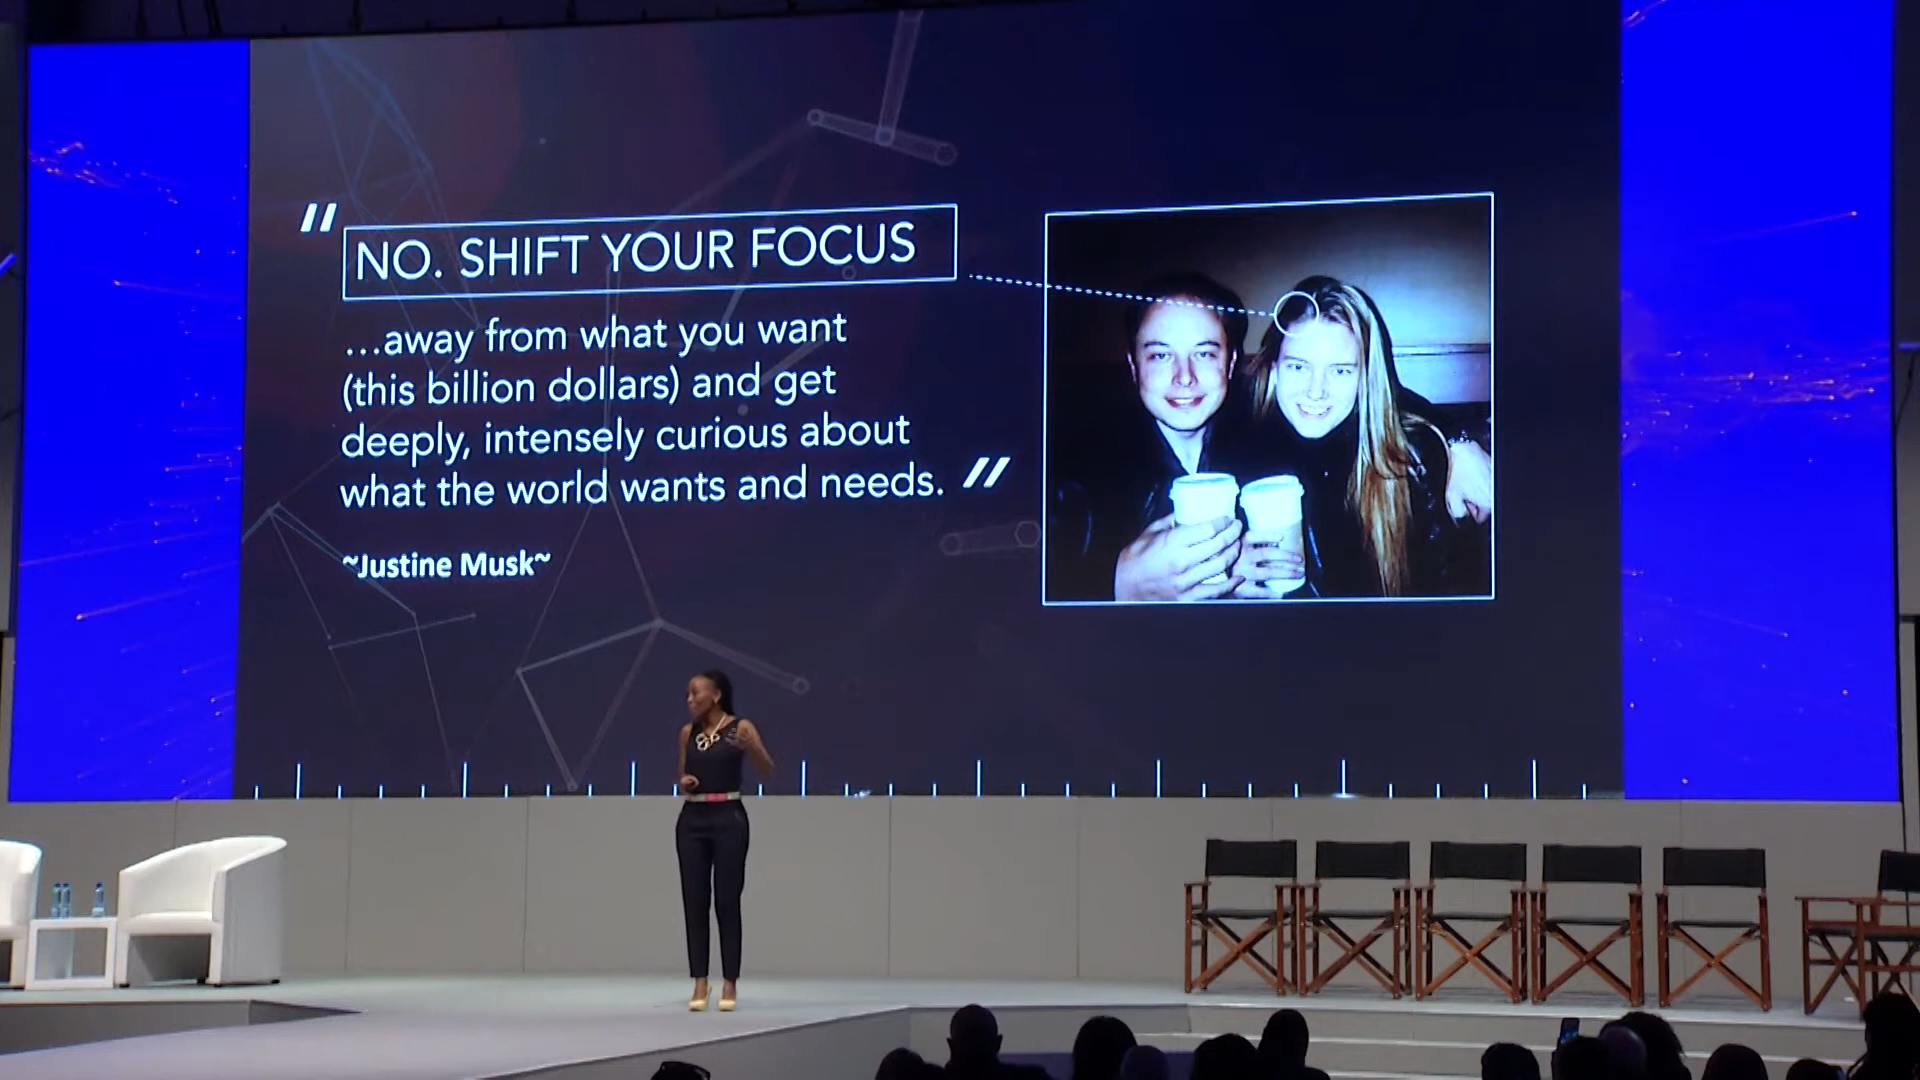 "NO. SHIFT YOUR FOCUS
...away from what you want
(this billion dollars) and get
deeply, intensely curious about
what the world wants and needs."
~Justine Musk~